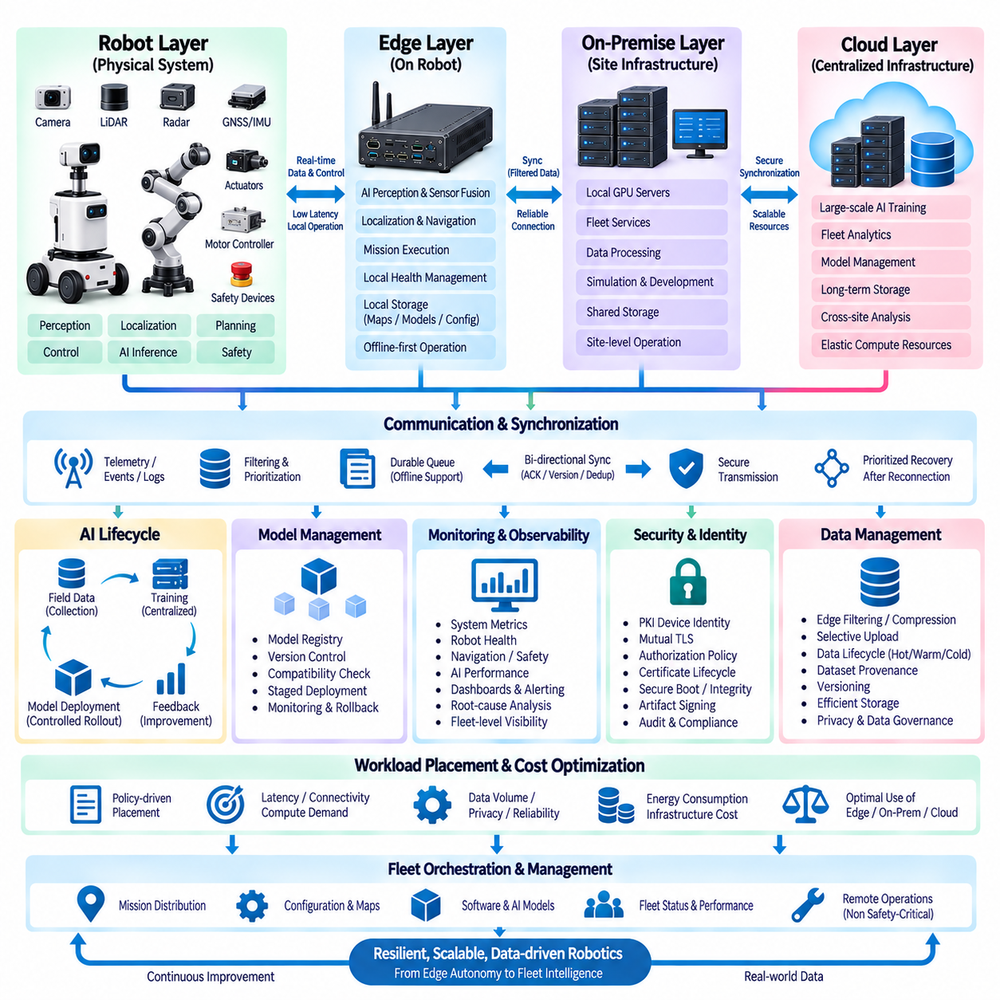 Robot Layer
(Physical System)
Camera
LiDAR
Radar
GNSS/IMU
Actuators
Motor Controller
Safety Devices
Perception
Localization
Planning
Control
AI Inference
Safety
Real-time
Data & Control
Low Latency
Local Operation
Edge Layer
(On Robot)
AI Perception & Sensor Fusion
Localization & Navigation
Mission Execution
Local Health Management
Local Storage
(Maps / Models / Config)
Offline-first Operation
Sync
(Filtered Data)
Reliable
Connection
On-Premise Layer
(Site Infrastructure)
Local GPU Servers
Fleet Services
Data Processing
Simulation & Development
Shared Storage
Site-level Operation
Secure
Synchronization
Scalable
Resources
Cloud Layer
(Centralized Infrastructure)
Large-scale AI Training
Fleet Analytics
Model Management
Long-term Storage
Cross-site Analysis
Elastic Compute Resources
Communication & Synchronization
Telemetry /
Events / Logs
Filtering &
Prioritization
Durable Queue
(Offline Support)
Bi-directional Sync
(ACK / Version / Dedup)
Secure
Transmission
Prioritized Recovery
After Reconnection
AI Lifecycle
Field Data
(Collection)
Training
(Centralized)
Model Deployment
(Controlled Rollout)
Feedback
(Improvement)
Model Management
• Model Registry
• Version Control
• Compatibility Check
• Staged Deployment
• Monitoring & Rollback
Monitoring & Observability
• System Metrics
• Robot Health
• Navigation / Safety
• AI Performance
• Dashboards & Alerting
• Root-cause Analysis
• Fleet-level Visibility
Security & Identity
• PKI Device Identity
• Mutual TLS
• Authorization Policy
• Certificate Lifecycle
• Secure Boot / Integrity
• Artifact Signing
• Audit & Compliance
Data Management
• Edge Filtering / Compression
• Selective Upload
• Data Lifecycle (Hot/Warm/Cold)
• Dataset Provenance
• Versioning
• Efficient Storage
• Privacy & Data Governance
Workload Placement & Cost Optimization
Policy-driven
Placement
Latency / Connectivity
Compute Demand
Data Volume /
Privacy / Reliability
Energy Consumption
Infrastructure Cost
Optimal Use of
Edge / On-Prem / Cloud
Fleet Orchestration & Management
Mission Distribution
Configuration & Maps
Software & AI Models
Fleet Status & Performance
Remote Operations
(Non Safety-Critical)
Resilient, Scalable, Data-driven Robotics
From Edge Autonomy to Fleet Intelligence
Continuous Improvement
Real-world Data